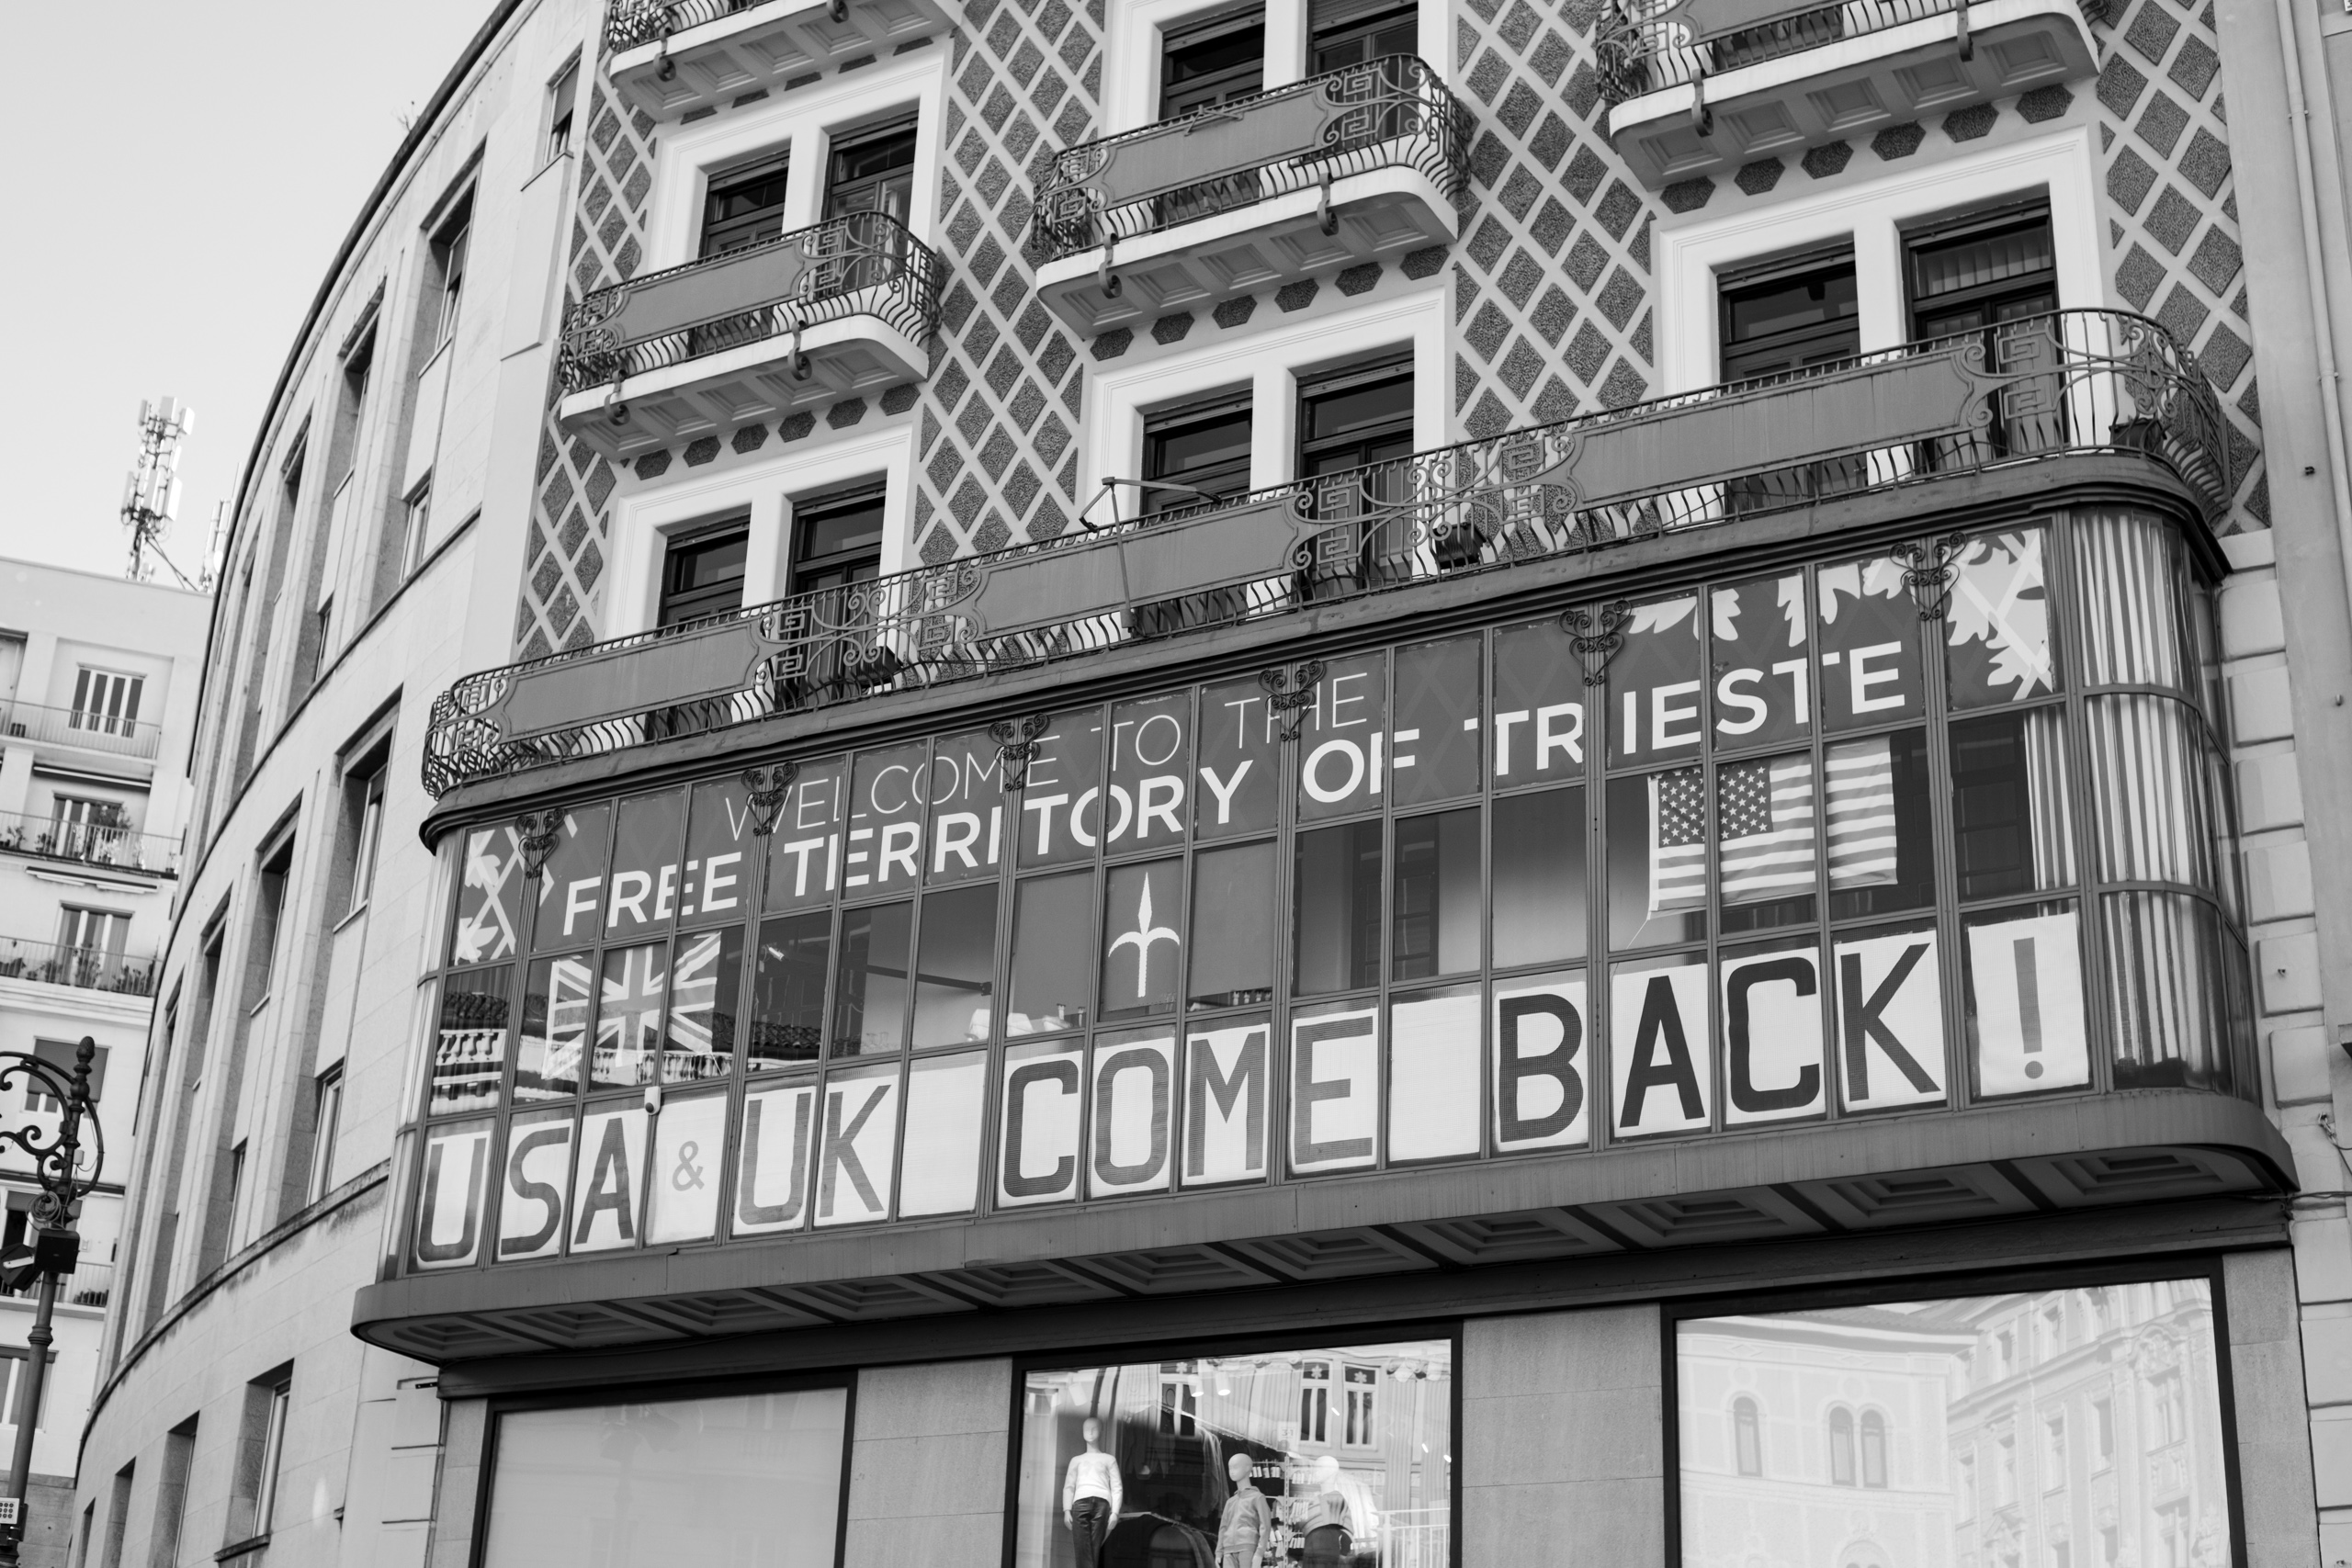 WELCOME TO THE
FREE TERRITORY OF TRIESTE
USA & UK COME BACK!